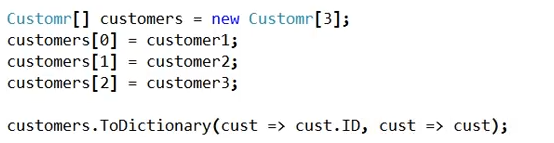 Customr[] customers = new Customr[3];
customers[0] = customer1;
customers[1] = customer2;
customers[2] = customer3;
customers.ToDictionary(cust => cust.ID, cust => cust);